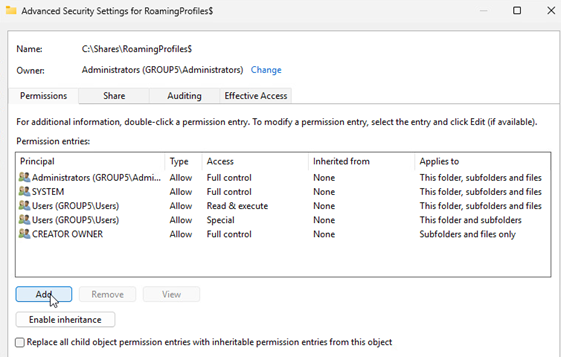 Advanced Security Settings for RoamingProfiles$
Name: C:\Shares\RoamingProfiles$
Owner: Administrators (GROUP5\Administrators) Change
Permissions Share Auditing Effective Access
For additional information, double-click a permission entry. To modify a permission entry, select the entry and click Edit (if available).
Permission entries:
Principal Type Access Inherited from Applies to
Administrators (GROUP5\Admi... Allow Full control None This folder, subfolders and files
SYSTEM Allow Full control None This folder, subfolders and files
Users (GROUP5\Users) Allow Read & execute None This folder, subfolders and files
Users (GROUP5\Users) Allow Special None This folder and subfolders
CREATOR OWNER Allow Full control None Subfolders and files only
Add Remove View
Enable inheritance
Replace all child object permission entries with inheritable permission entries from this object